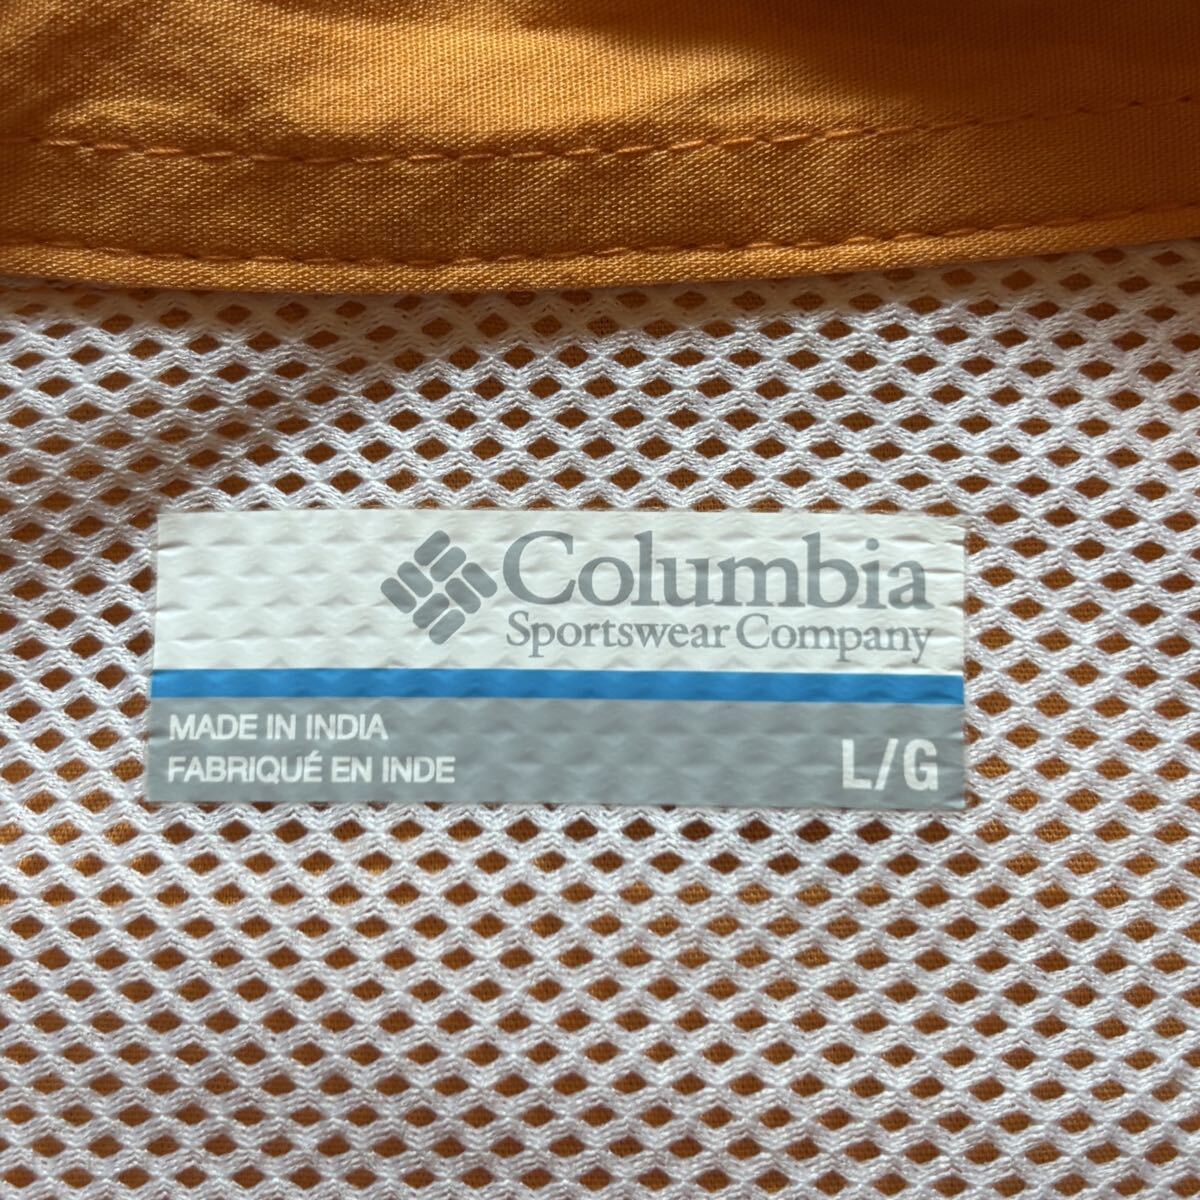 Columbia
Sportswear Company
MADE IN INDIA
FABRIQUÉ EN INDE
L/G